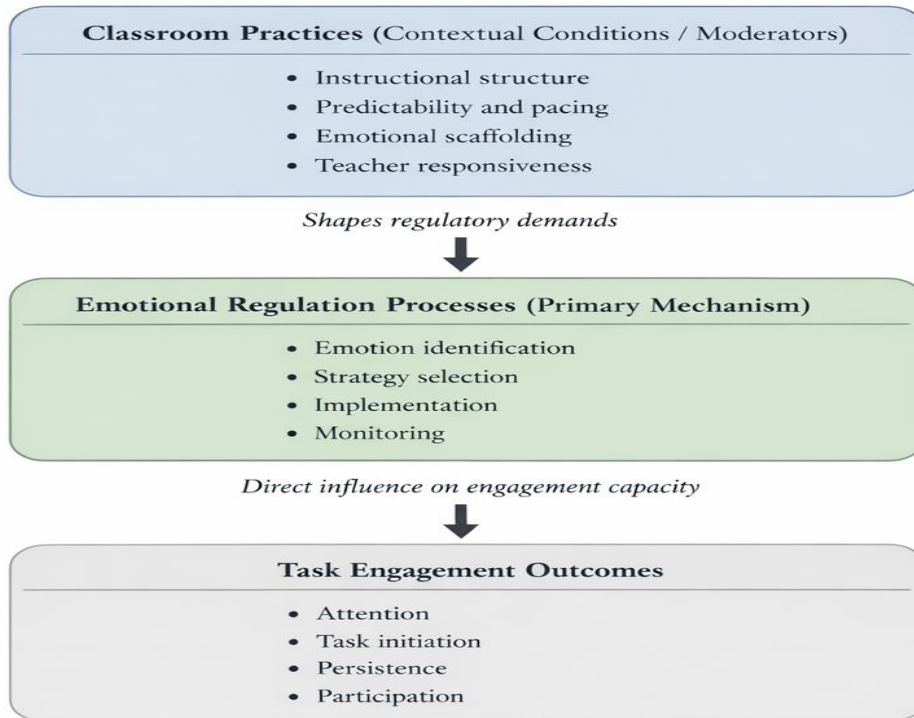 Classroom Practices (Contextual Conditions / Moderators)
• Instructional structure
• Predictability and pacing
• Emotional scaffolding
• Teacher responsiveness
Shapes regulatory demands
Emotional Regulation Processes (Primary Mechanism)
• Emotion identification
• Strategy selection
• Implementation
• Monitoring
Direct influence on engagement capacity
Task Engagement Outcomes
• Attention
• Task initiation
• Persistence
• Participation